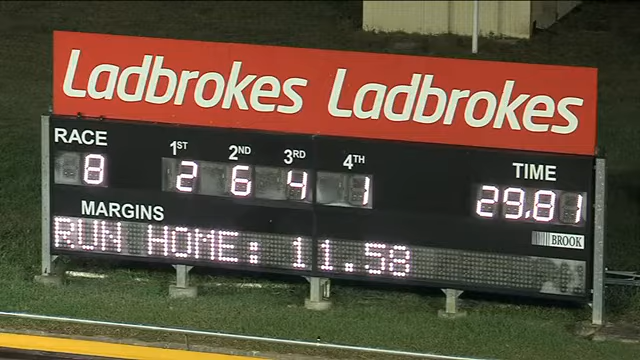 Ladbrokes Ladbrokes
RACE 1ST 2ND 3RD 4TH TIME
8 2 6 4 1 29.81
MARGINS
BROOK
RUN HOME: 11.58